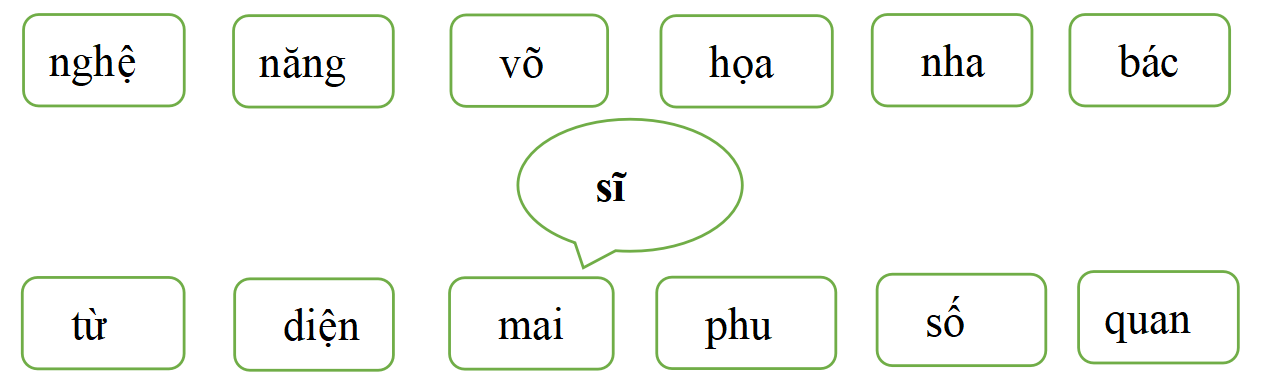 nghệ năng võ họa nha bác
sĩ
từ diện mai phu số quan